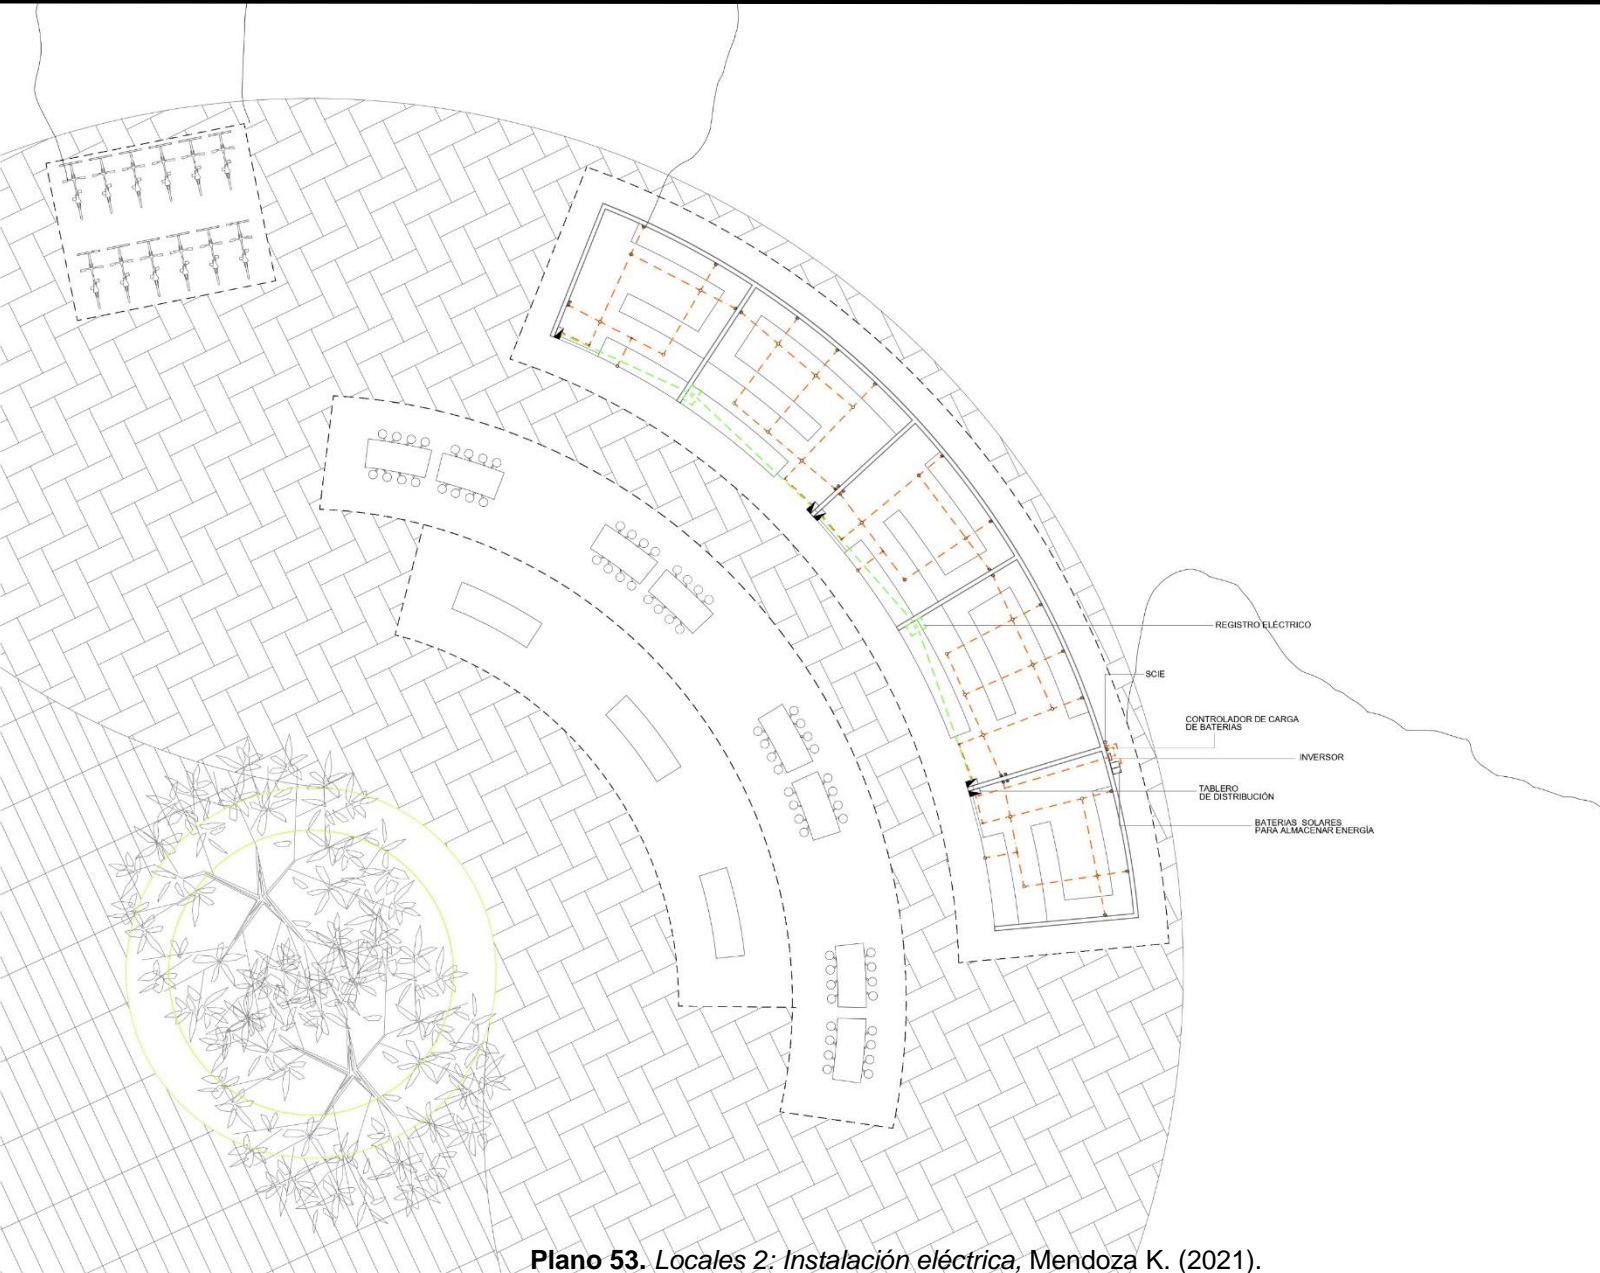 REGISTRO ELÉCTRICO
SCIE
CONTROLADOR DE CARGA
DE BATERIAS
INVERSOR
TABLERO
DE DISTRIBUCIÓN
BATERIAS SOLARES
PARA ALMACENAR ENERGÍA
Plano 53. Locales 2: Instalación eléctrica, Mendoza K. (2021).